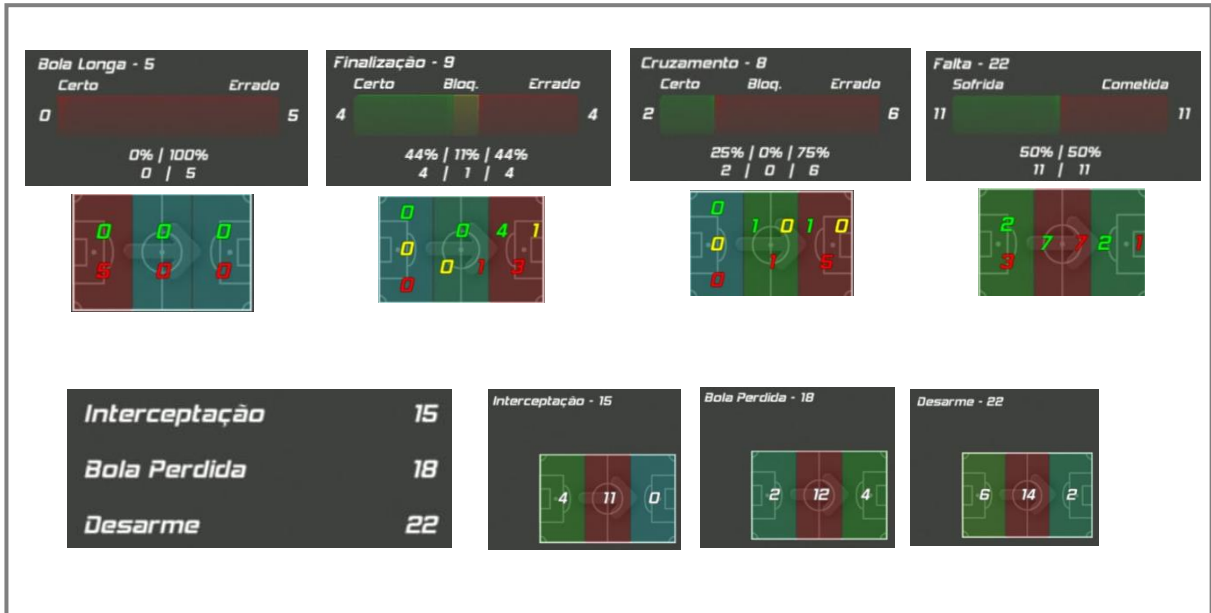 Bola Longa - 5
Certo Errado
0 5
0% | 100%
0 | 5
0 0 0
5 0 0
Finalização - 9
Certo Bloq. Errado
4 4
44% | 11% | 44%
4 | 1 | 4
0 0 4 1
0 0 1 3
0
Cruzamento - 8
Certo Bloq. Errado
2 6
25% | 0% | 75%
2 | 0 | 6
0 1 0 1 0
0 1 5
0
Falta - 22
Sofrida Cometida
11 11
50% | 50%
11 | 11
2 7 7 2 1
3
Interceptação 15
Bola Perdida 18
Desarme 22
Interceptação - 15
4 11 0
Bola Perdida - 18
2 12 4
Desarme - 22
6 14 2